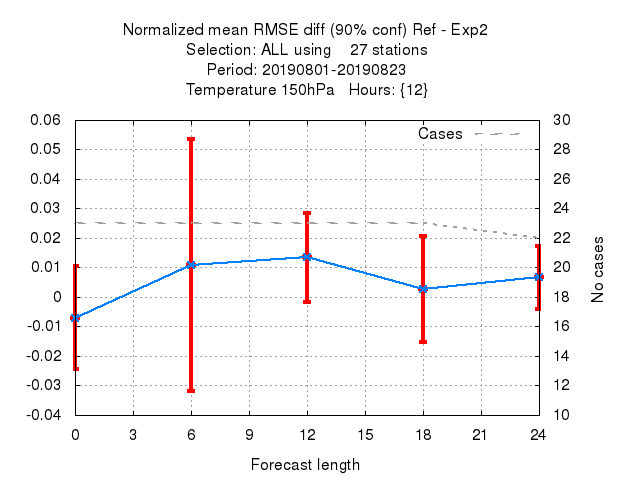 Normalized mean RMSE diff (90% conf) Ref - Exp2
Selection: ALL using    27 stations
Period: 20190801-20190823
Temperature 150hPa   Hours: {12}
Cases
0.06
0.05
0.04
0.03
0.02
0.01
0
-0.01
-0.02
-0.03
-0.04
30
28
26
24
22
20
18
16
14
12
10
No cases
0 3 6 9 12 15 18 21 24
Forecast length